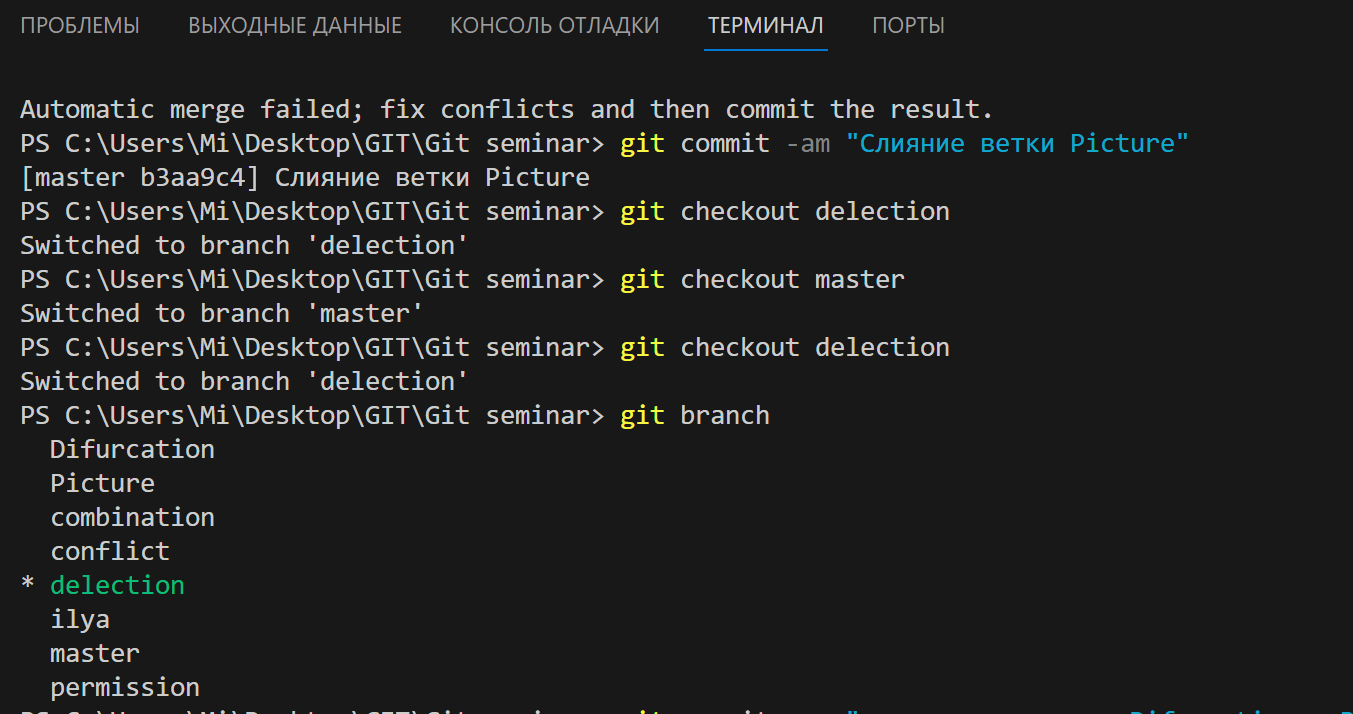 ПРОБЛЕМЫ ВЫХОДНЫЕ ДАННЫЕ КОНСОЛЬ ОТЛАДКИ ТЕРМИНАЛ ПОРТЫ
Automatic merge failed; fix conflicts and then commit the result.
PS C:\Users\Mi\Desktop\GIT\Git seminar> git commit -am "Слияние ветки Picture"
[master b3aa9c4] Слияние ветки Picture
PS C:\Users\Mi\Desktop\GIT\Git seminar> git checkout delection
Switched to branch 'delection'
PS C:\Users\Mi\Desktop\GIT\Git seminar> git checkout master
Switched to branch 'master'
PS C:\Users\Mi\Desktop\GIT\Git seminar> git checkout delection
Switched to branch 'delection'
PS C:\Users\Mi\Desktop\GIT\Git seminar> git branch
Difurcation
Picture
combination
conflict
* delection
ilya
master
permission